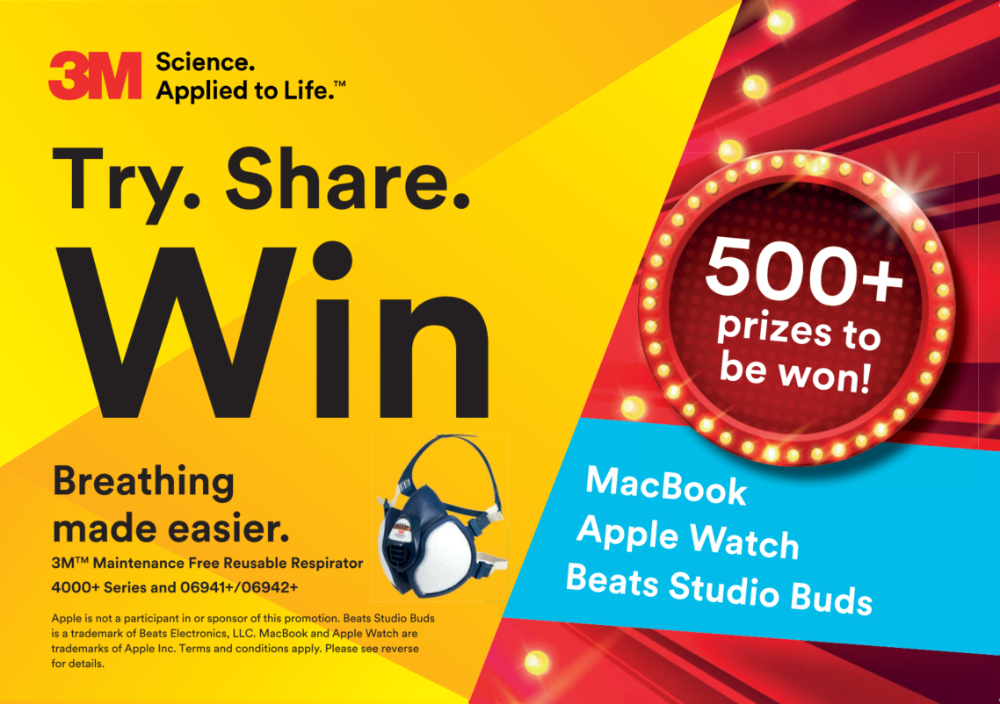 3M Science.
Applied to Life.™
Try. Share.
Win
Breathing
made easier.
3M™ Maintenance Free Reusable Respirator
4000+ Series and 06941+/06942+
Apple is not a participant in or sponsor of this promotion. Beats Studio Buds
is a trademark of Beats Electronics, LLC. MacBook and Apple Watch are
trademarks of Apple Inc. Terms and conditions apply. Please see reverse
for details.
500+
prizes to
be won!
MacBook
Apple Watch
Beats Studio Buds
3M